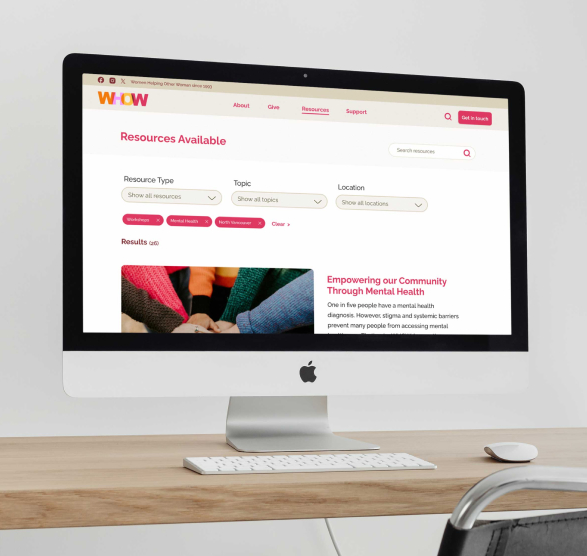 Women Helping Other Women since 1997
WHOW
About Give Resources Support
Get in touch
Resources Available
Search resources
Resource Type Topic Location
Show all resources Show all topics Show all locations
Workshops × Mental Health × North Vancouver × Clear ×
Results (26)
Empowering our Community
Through Mental Health
One in five people have a mental health
diagnosis. However, stigma and systemic barriers
prevent many people from accessing mental